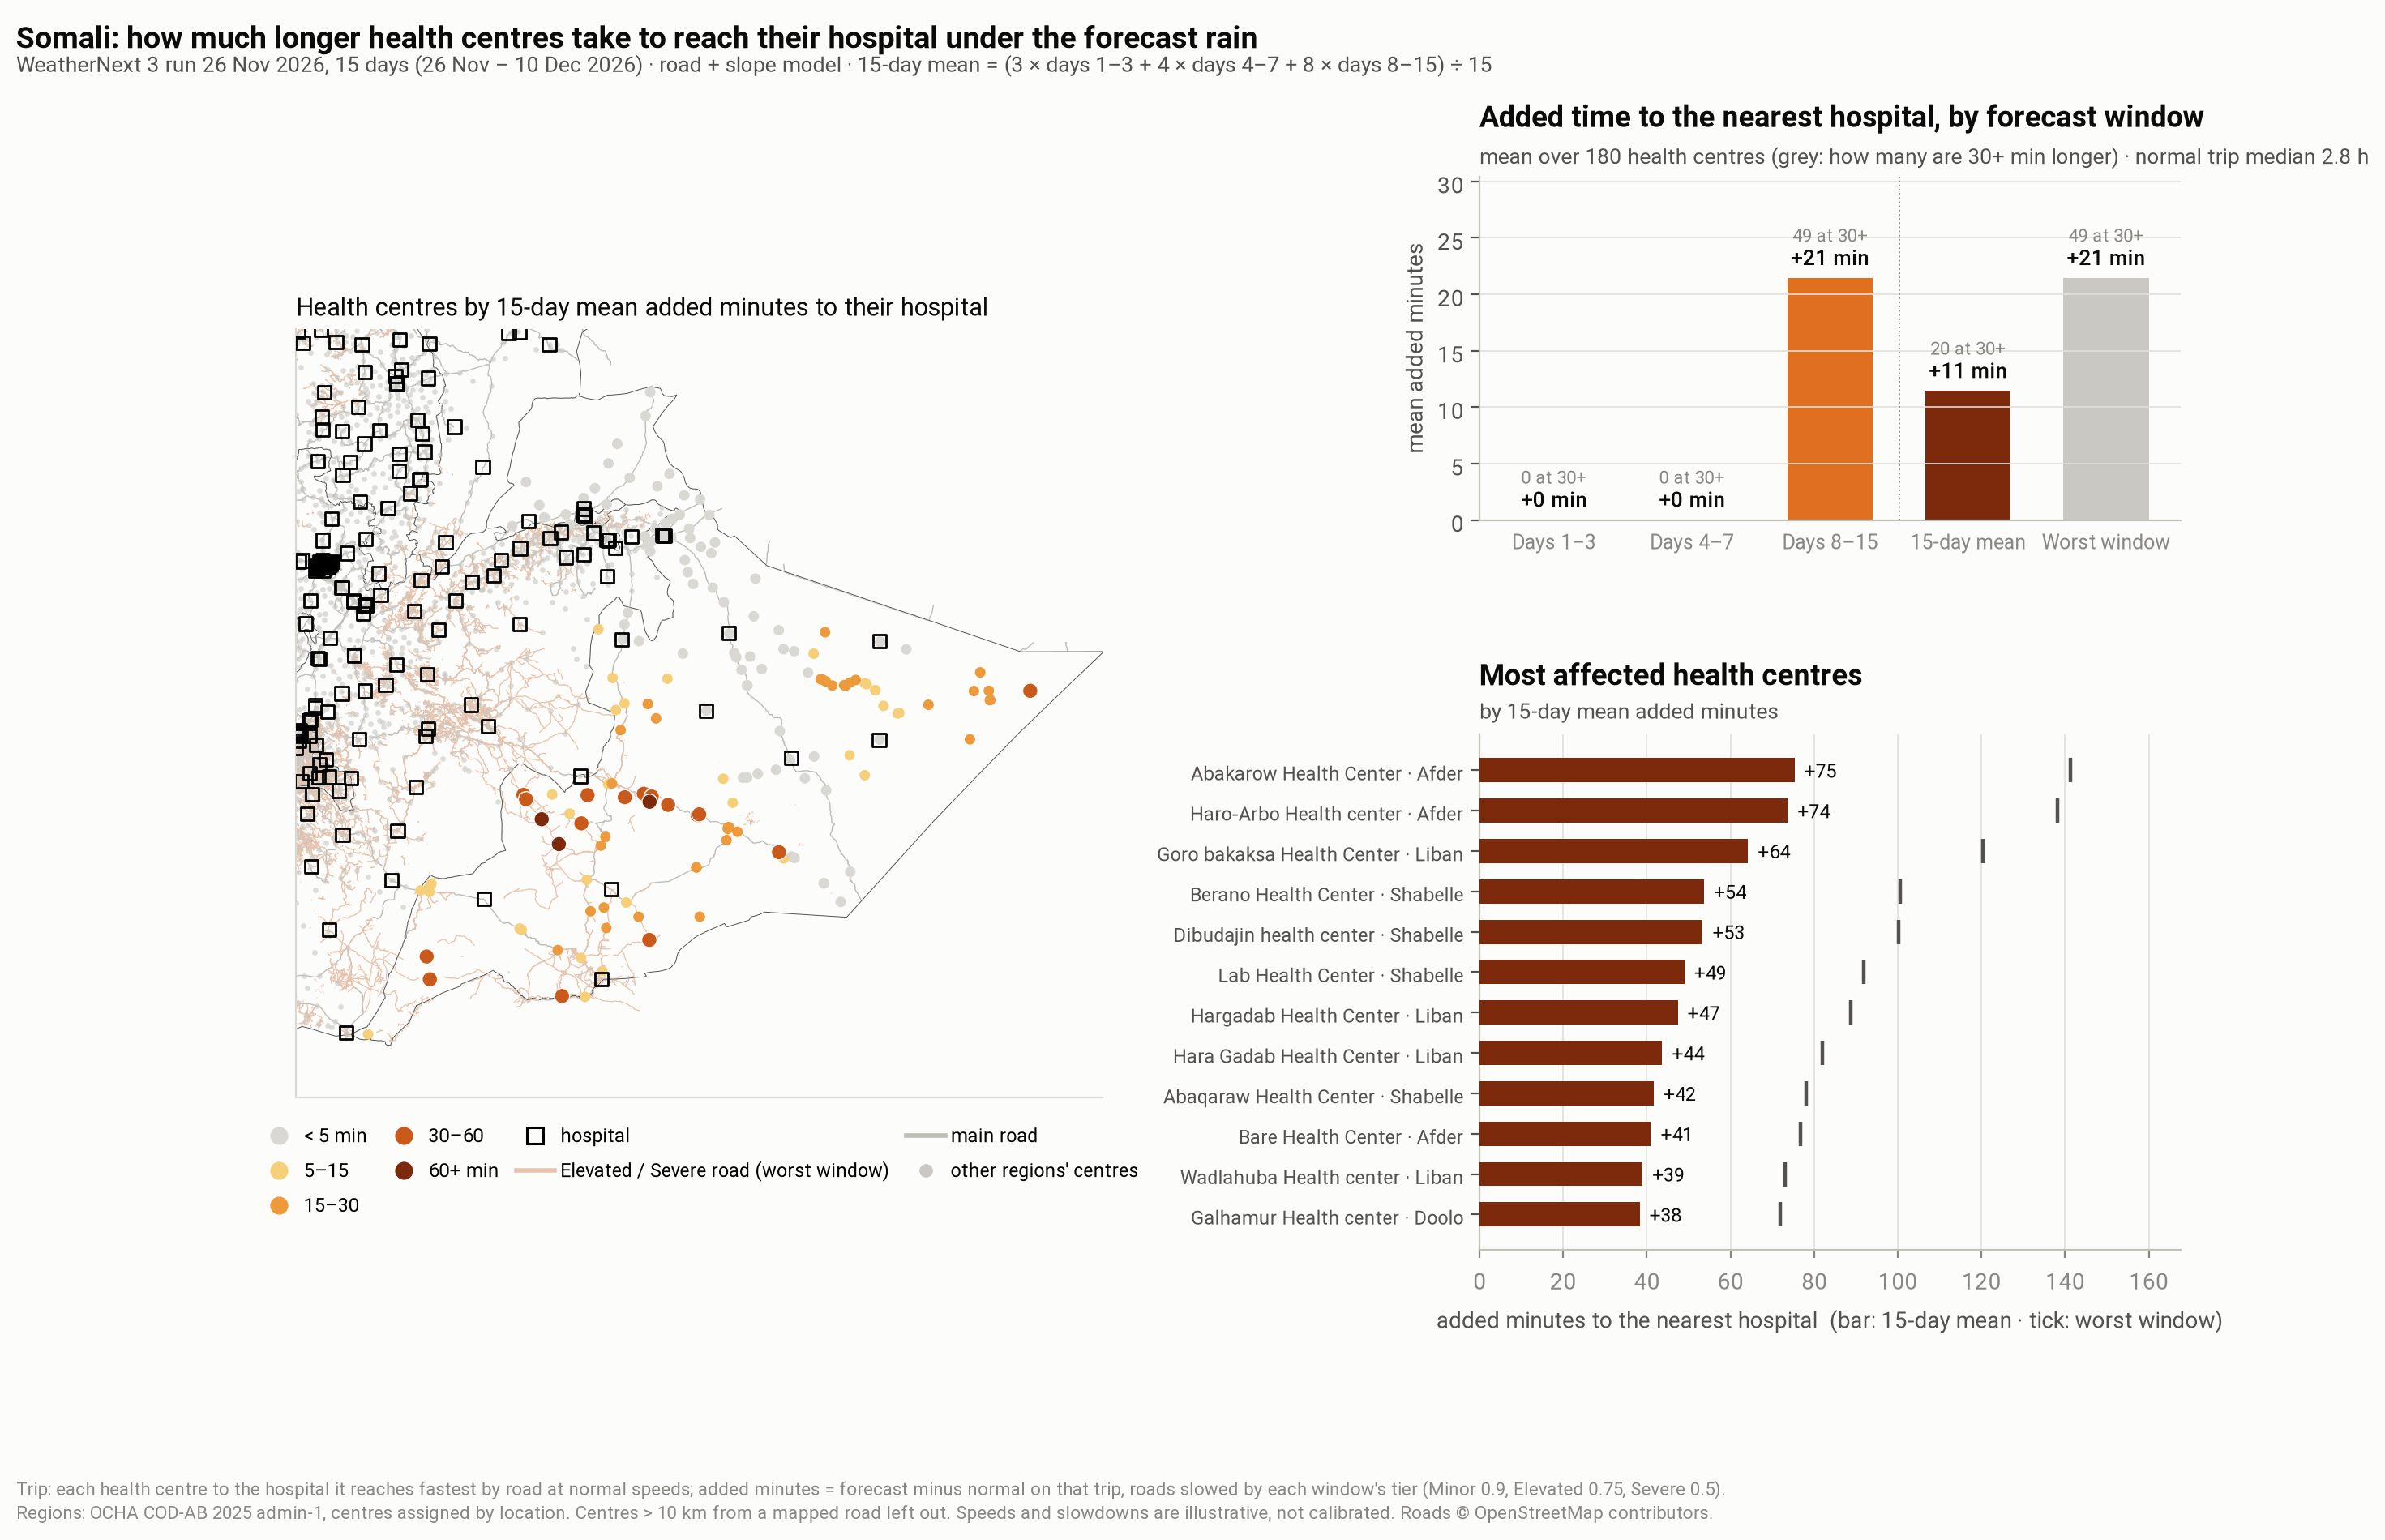 Somali: how much longer health centres take to reach their hospital under the forecast rain
WeatherNext 3 run 26 Nov 2026, 15 days (26 Nov – 10 Dec 2026) · road + slope model · 15-day mean = (3 × days 1–3 + 4 × days 4–7 + 8 × days 8–15) ÷ 15
Health centres by 15-day mean added minutes to their hospital
< 5 min
5–15
15–30
30–60
60+ min
hospital
Elevated / Severe road (worst window)
main road
other regions' centres
Added time to the nearest hospital, by forecast window
mean over 180 health centres (grey: how many are 30+ min longer) · normal trip median 2.8 h
mean added minutes
30
25
20
15
10
5
0
0 at 30+
+0 min
0 at 30+
+0 min
49 at 30+
+21 min
20 at 30+
+11 min
49 at 30+
+21 min
Days 1–3
Days 4–7
Days 8–15
15-day mean
Worst window
Most affected health centres
by 15-day mean added minutes
Abakarow Health Center · Afder +75
Haro-Arbo Health center · Afder +74
Goro bakaksa Health Center · Liban +64
Berano Health Center · Shabelle +54
Dibudajin health center · Shabelle +53
Lab Health Center · Shabelle +49
Hargadab Health Center · Liban +47
Hara Gadab Health Center · Liban +44
Abaqaraw Health Center · Shabelle +42
Bare Health Center · Afder +41
Wadlahuba Health center · Liban +39
Galhamur Health center · Doolo +38
0 20 40 60 80 100 120 140 160
added minutes to the nearest hospital (bar: 15-day mean · tick: worst window)
Trip: each health centre to the hospital it reaches fastest by road at normal speeds; added minutes = forecast minus normal on that trip, roads slowed by each window's tier (Minor 0.9, Elevated 0.75, Severe 0.5).
Regions: OCHA COD-AB 2025 admin-1, centres assigned by location. Centres > 10 km from a mapped road left out. Speeds and slowdowns are illustrative, not calibrated. Roads © OpenStreetMap contributors.